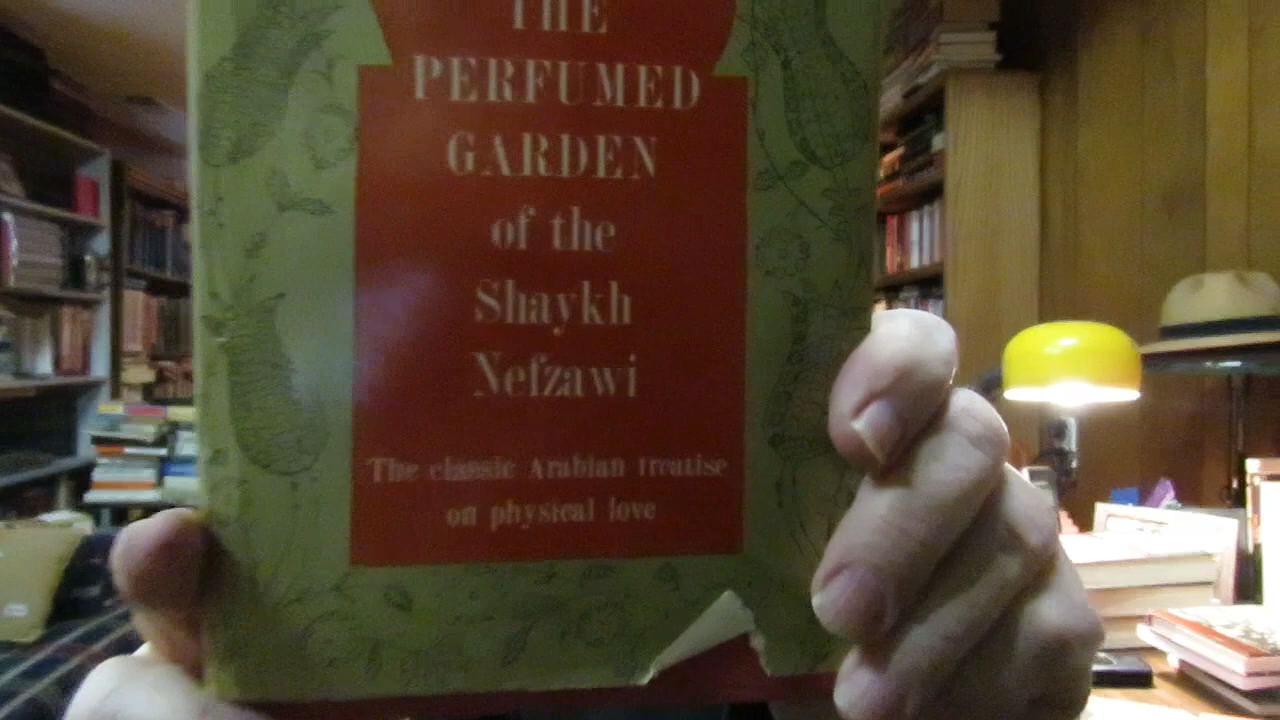 THE
PERFUMED
GARDEN
of the
Shaykh
Nefzawi
The classic Arabian treatise
on physical love